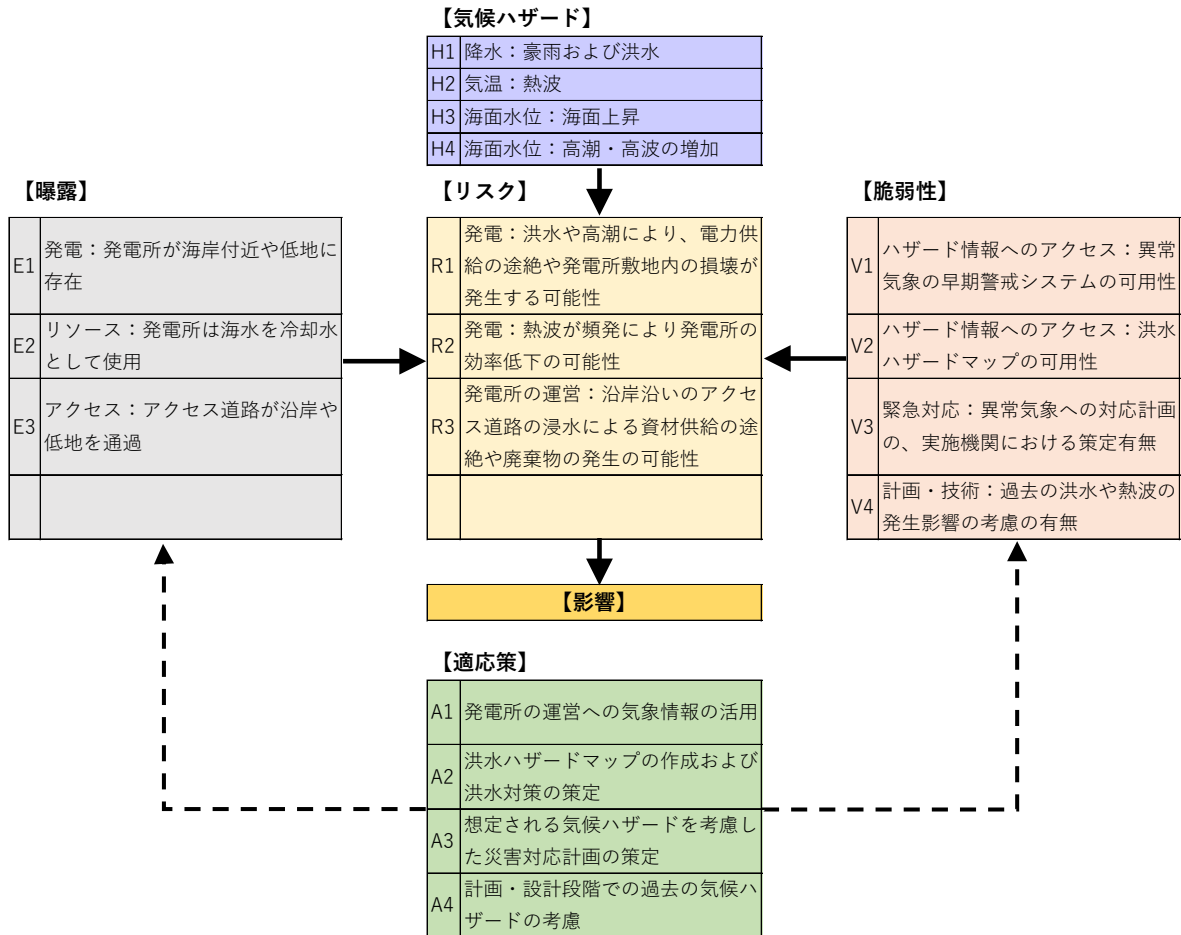 【気候ハザード】
H1 降水：豪雨および洪水
H2 気温：熱波
H3 海面水位：海面上昇
H4 海面水位：高潮・高波の増加
【曝露】
E1 発電：発電所が海岸付近や低地に
存在
E2 リソース：発電所は海水を冷却水
として使用
E3 アクセス：アクセス道路が沿岸や
低地を通過
【リスク】
R1 発電：洪水や高潮により、電力供
給の途絶や発電所敷地内の損壊が
発生する可能性
R2 発電：熱波が頻発により発電所の
効率低下の可能性
R3 発電所の運営：沿岸沿いのアクセ
ス道路の浸水による資材供給の途
絶や廃棄物の発生の可能性
【脆弱性】
V1 ハザード情報へのアクセス：異常
気象の早期警戒システムの可用性
V2 ハザード情報へのアクセス：洪水
ハザードマップの可用性
V3 緊急対応：異常気象への対応計画
の、実施機関における策定有無
V4 計画・技術：過去の洪水や熱波の
発生影響の考慮の有無
【影響】
【適応策】
A1 発電所の運営への気象情報の活用
A2 洪水ハザードマップの作成および
洪水対策の策定
A3 想定される気候ハザードを考慮し
た災害対応計画の策定
A4 計画・設計段階での過去の気候ハ
ザードの考慮